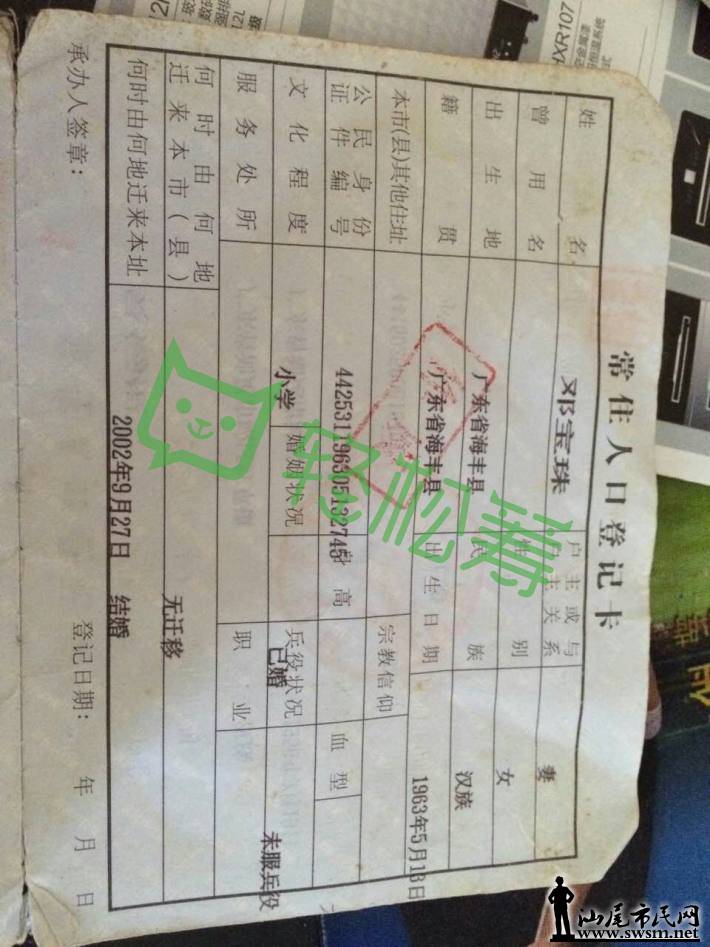 常住人口登记卡
姓 名 邓宝珠 户主或与户主关系 妻
曾用名 性别 女
出生地 广东省海丰县 民族 汉族
籍贯 广东省海丰县 出生日期 1963年5月13日
本市(县)其他住址 宗教信仰
公民身份证件编号 442531196305132745 身高 血型
文化程度 小学 婚姻状况 已婚 兵役状况 未服兵役
服务处所 职业
何时由何地迁来本市(县) 无迁移
何时由何地迁来本址 2002年9月27日 结婚
承办人签章: 登记日期: 年 月 日
轻松筹
XXR107
汕尾市民网
www.swsm.net